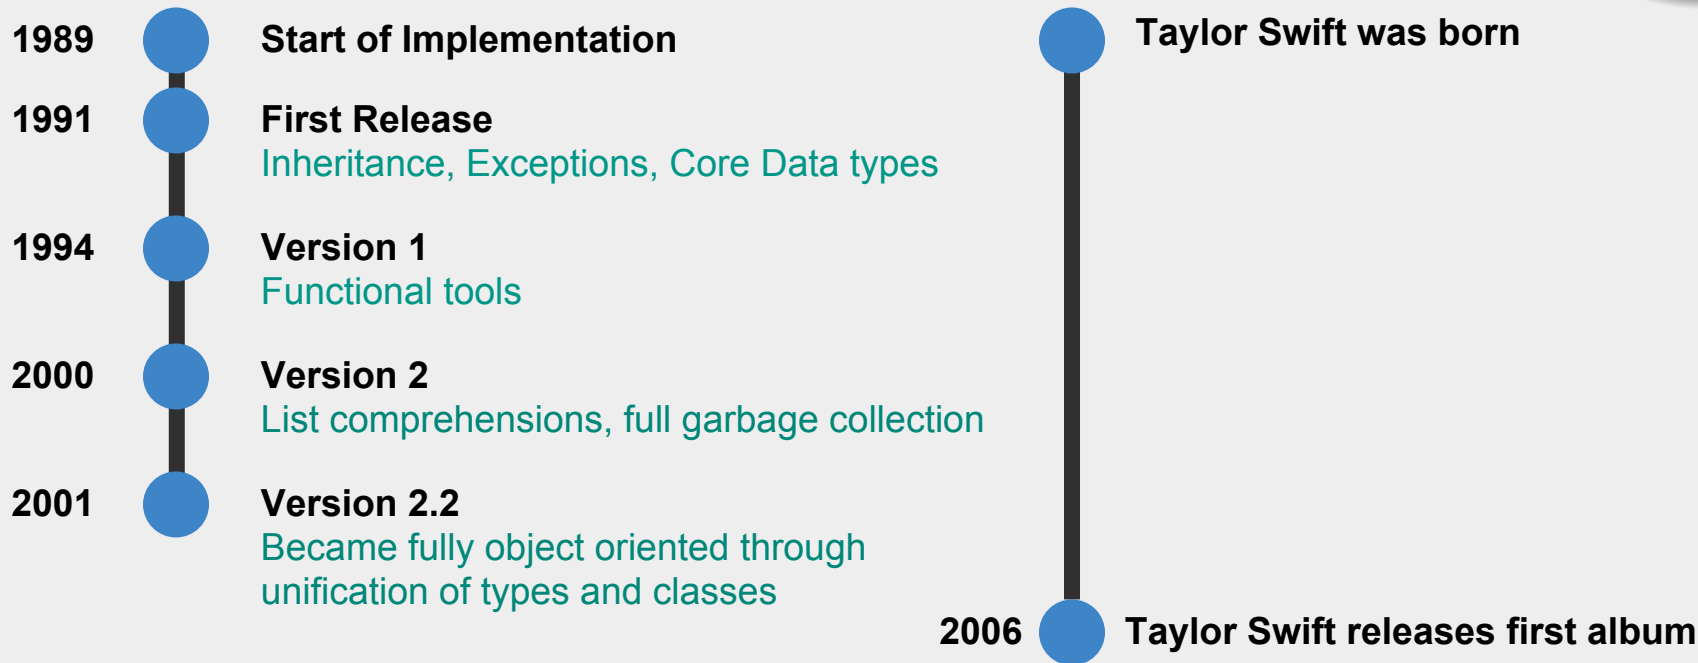 1989 Start of Implementation
1991 First Release
Inheritance, Exceptions, Core Data types
1994 Version 1
Functional tools
2000 Version 2
List comprehensions, full garbage collection
2001 Version 2.2
Became fully object oriented through
unification of types and classes
Taylor Swift was born
2006 Taylor Swift releases first album